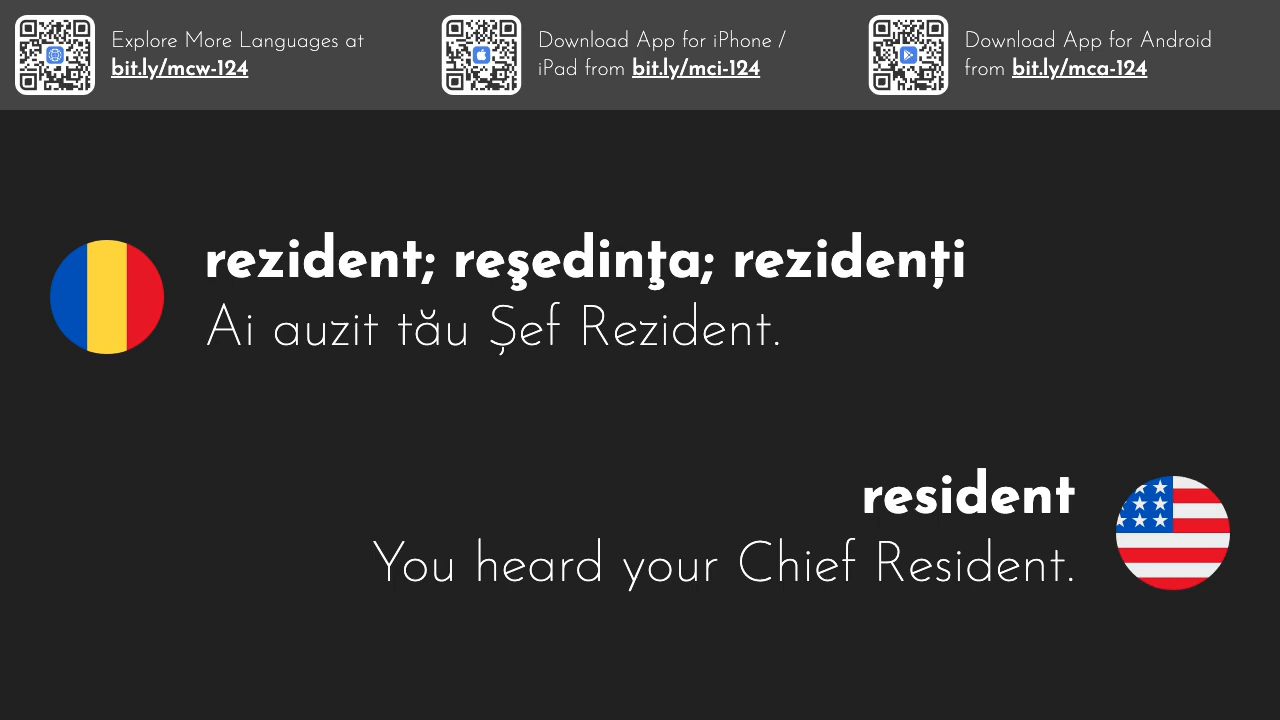 Explore More Languages at
bit.ly/mcw-124
Download App for iPhone /
iPad from bit.ly/mci-124
Download App for Android
from bit.ly/mca-124
rezident; reşedinţa; rezidenți
Ai auzit tău Șef Rezident.
resident
You heard your Chief Resident.